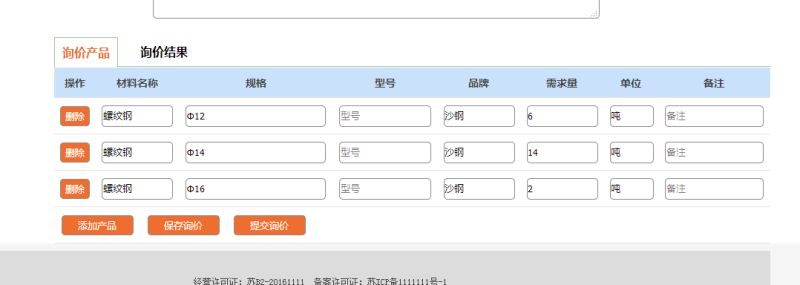 询价产品 询价结果
操作 材料名称 规格 型号 品牌 需求量 单位 备注
删除 螺纹钢 Φ12 型号 沙钢 6 吨 备注
删除 螺纹钢 Φ14 型号 沙钢 14 吨 备注
删除 螺纹钢 Φ16 型号 沙钢 2 吨 备注
添加产品 保存询价 提交询价
经营许可证：苏B2-20161111 备案许可证：苏ICP备1111111号-1